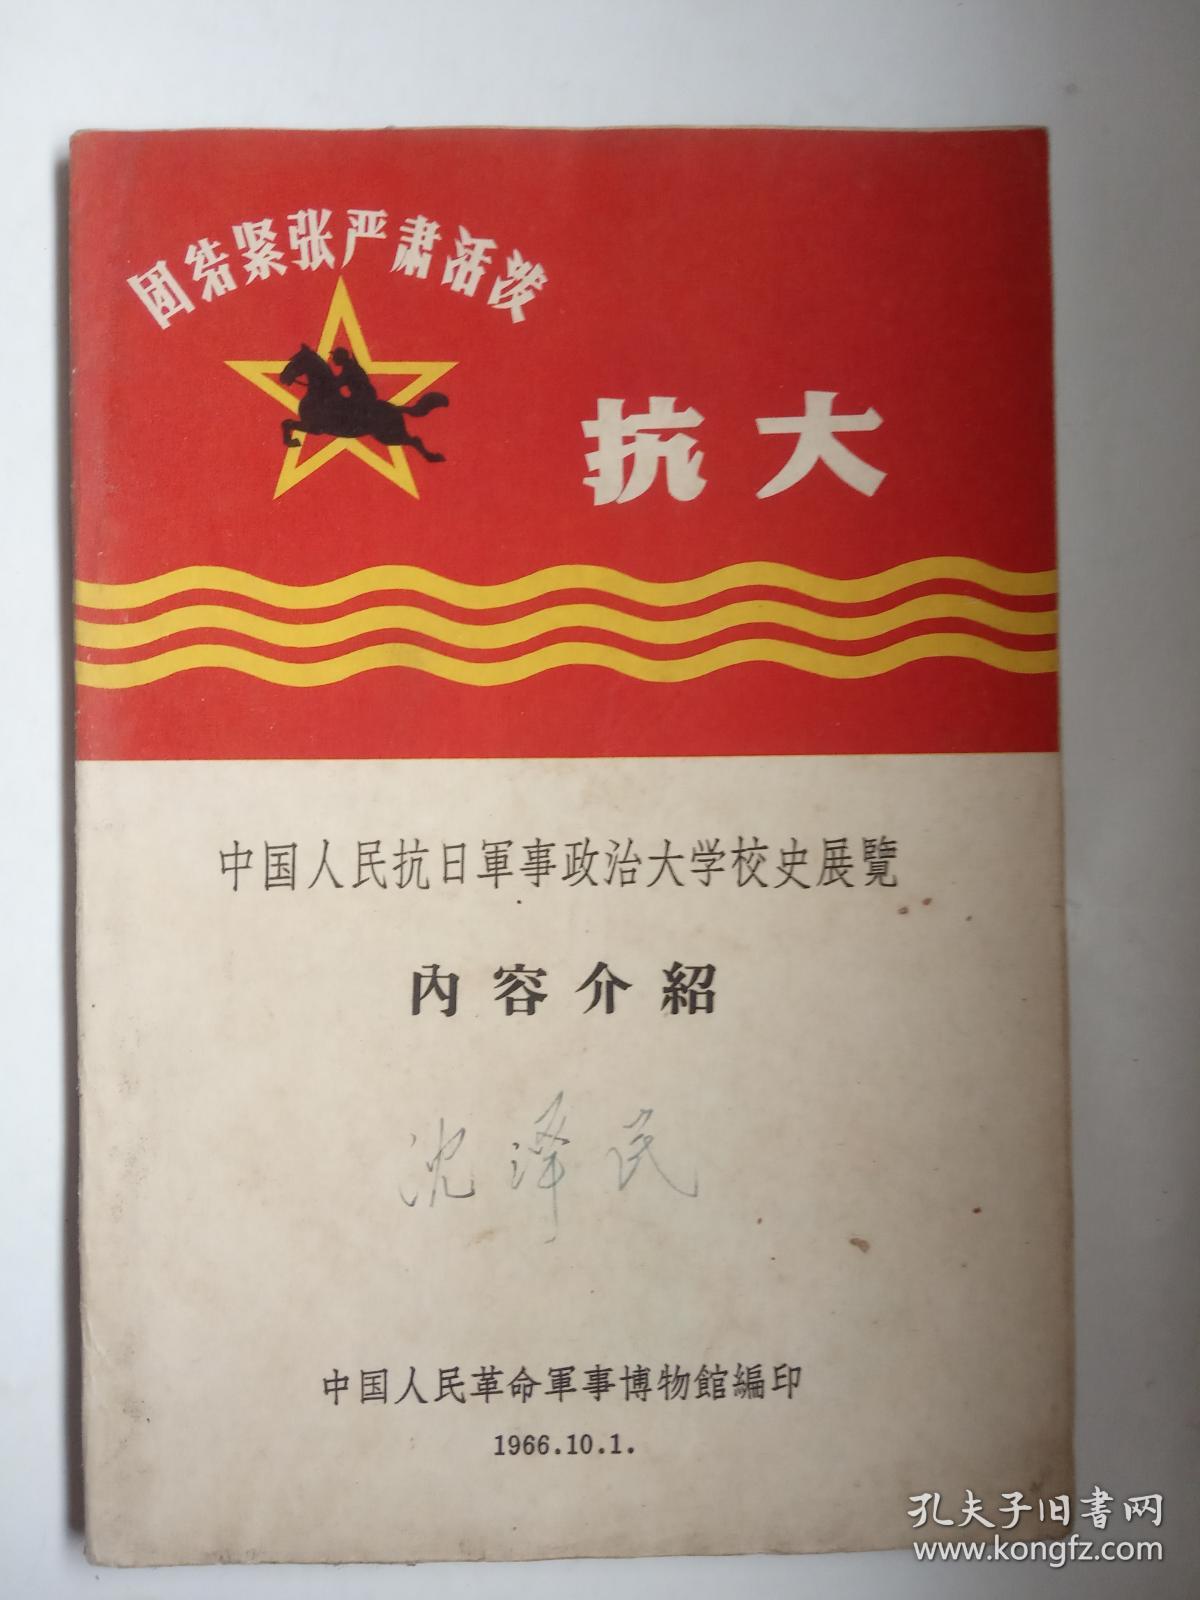 团结紧张严肃活泼
抗大
中国人民抗日軍事政治大学校史展覽
內容介紹
沈泽民
中国人民革命軍事博物館編印
1966.10.1.
孔夫子旧书网
www.kongfz.com